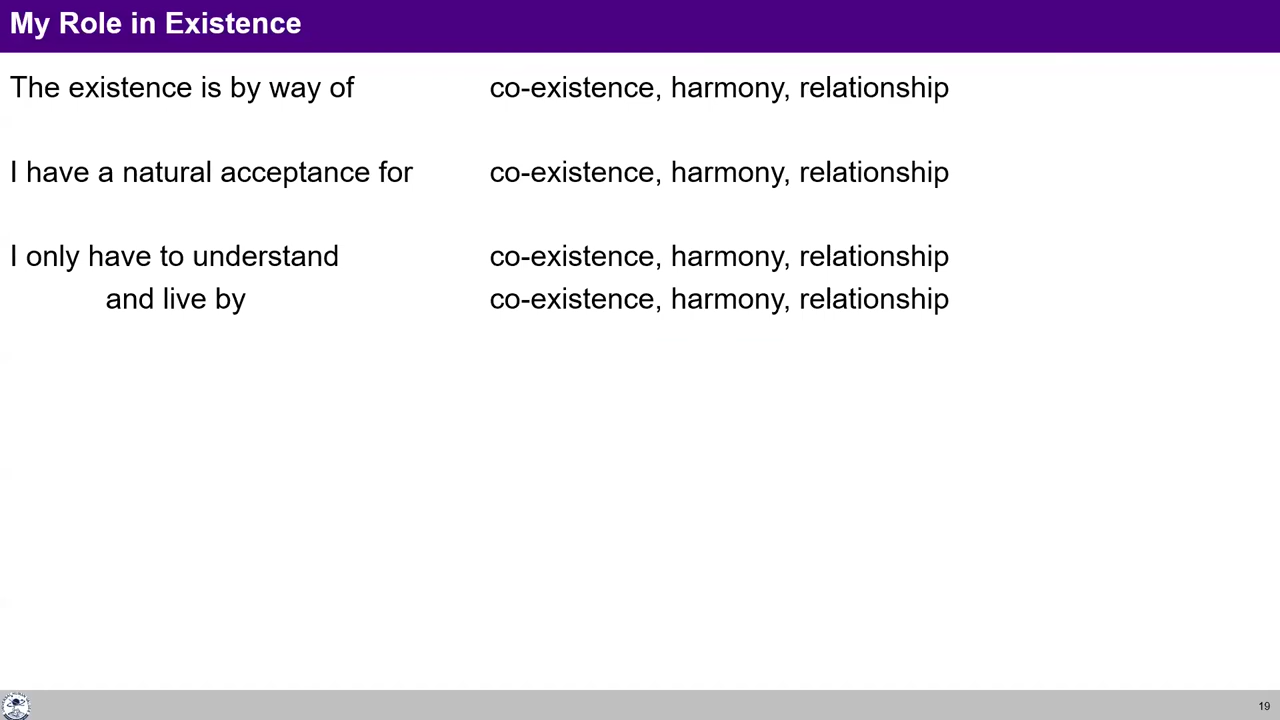 My Role in Existence
The existence is by way of co-existence, harmony, relationship
I have a natural acceptance for co-existence, harmony, relationship
I only have to understand co-existence, harmony, relationship
and live by co-existence, harmony, relationship
19